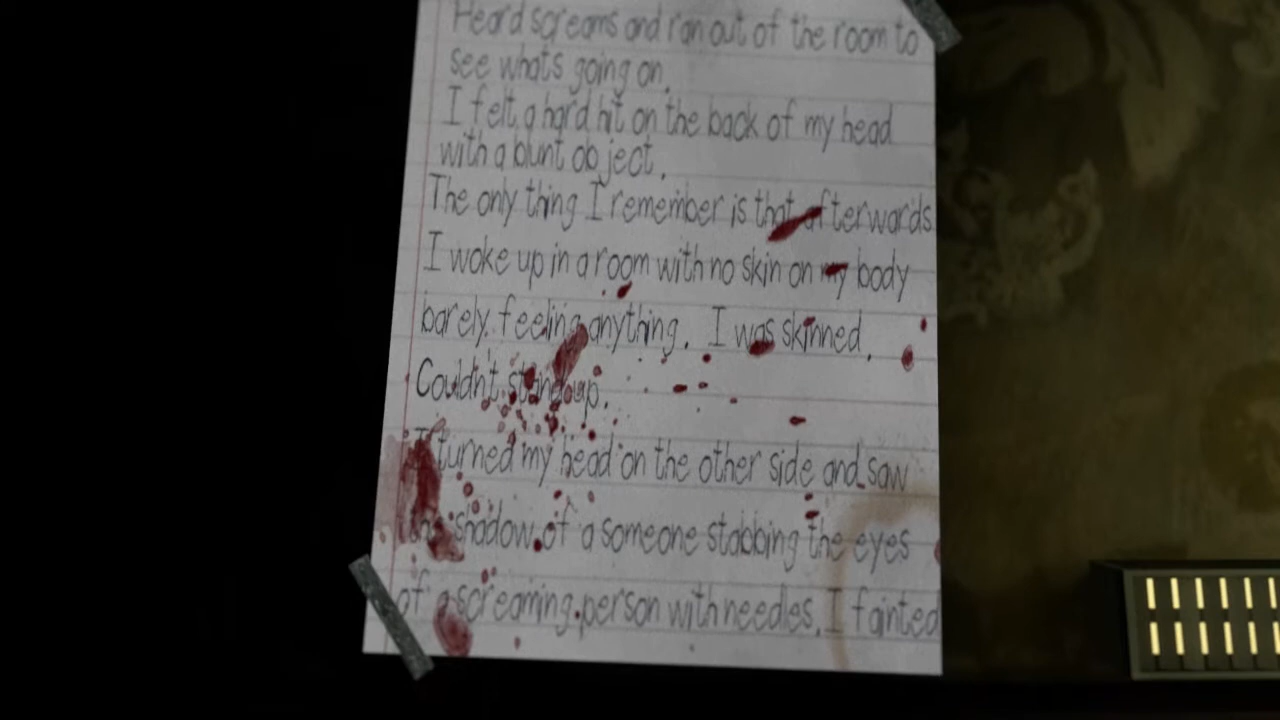 Heard screams and ran out of the room to
see whats going on.
I felt a hard hit on the back of my head
with a blunt object.
The only thing I remember is that afterwards
I woke up in a room with no skin on my body
barely feeling anything. I was skinned.
Couldn't stand up.
I turned my head on the other side and saw
the shadow of a someone stabbing the eyes
of a screaming person with needles. I fainted